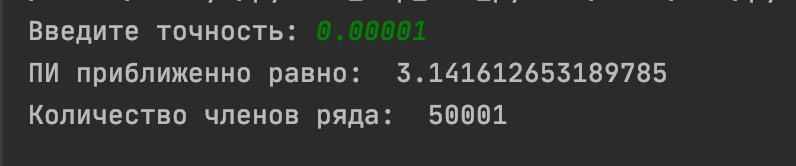 Введите точность: 0.00001
ПИ приближенно равно:  3.141612653189785
Количество членов ряда:  50001